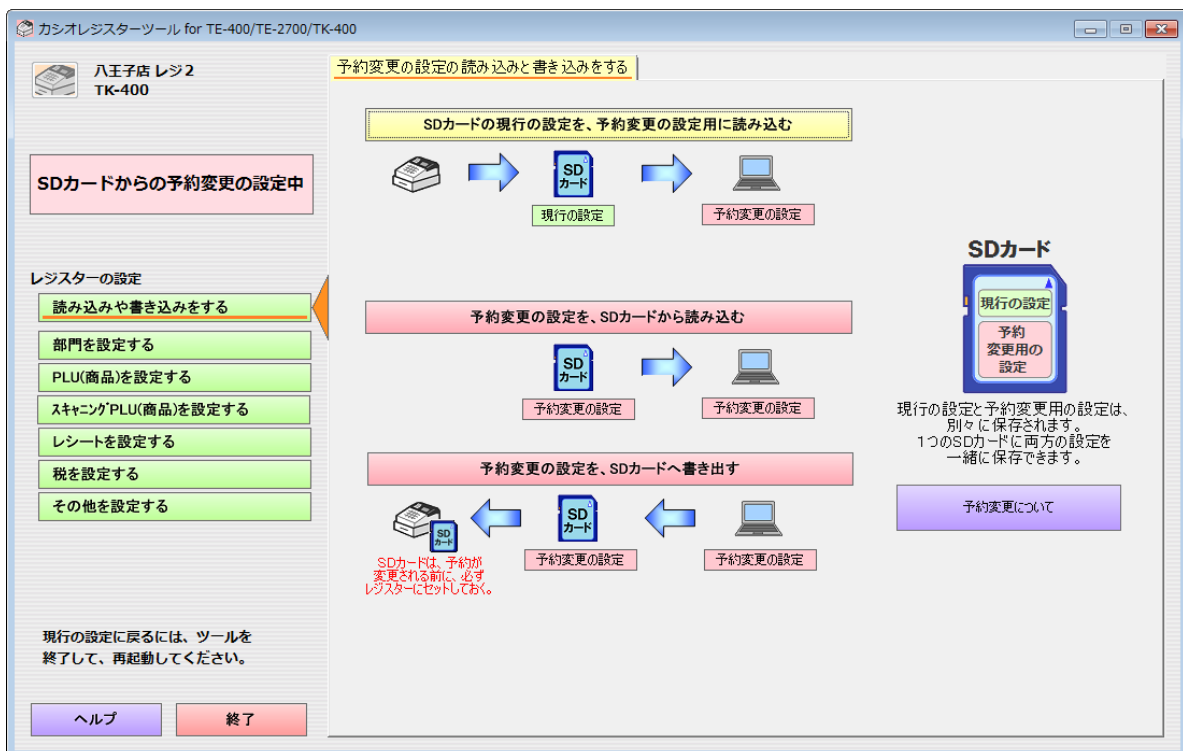 カシオレジスターツール for TE-400/TE-2700/TK-400
八王子店 レジ2
TK-400
SDカードからの予約変更の設定中
レジスターの設定
読み込みや書き込みをする
部門を設定する
PLU(商品)を設定する
ｽｷｬﾆﾝｸﾞPLU(商品)を設定する
レシートを設定する
税を設定する
その他を設定する
現行の設定に戻るには、ツールを
終了して、再起動してください。
ヘルプ
終了
予約変更の設定の読み込みと書き込みをする
SDカードの現行の設定を、予約変更の設定用に読み込む
SD
カード
現行の設定
予約変更の設定
予約変更の設定を、SDカードから読み込む
SD
カード
予約変更の設定
予約変更の設定
予約変更の設定を、SDカードへ書き出す
SD
カード
SD
カード
SDカードは、予約が
変更される前に、必ず
レジスターにセットしておく。
予約変更の設定
予約変更の設定
SDカード
現行の設定
予約
変更用の
設定
現行の設定と予約変更用の設定は、
別々に保存されます。
1つのSDカードに両方の設定を
一緒に保存できます。
予約変更について